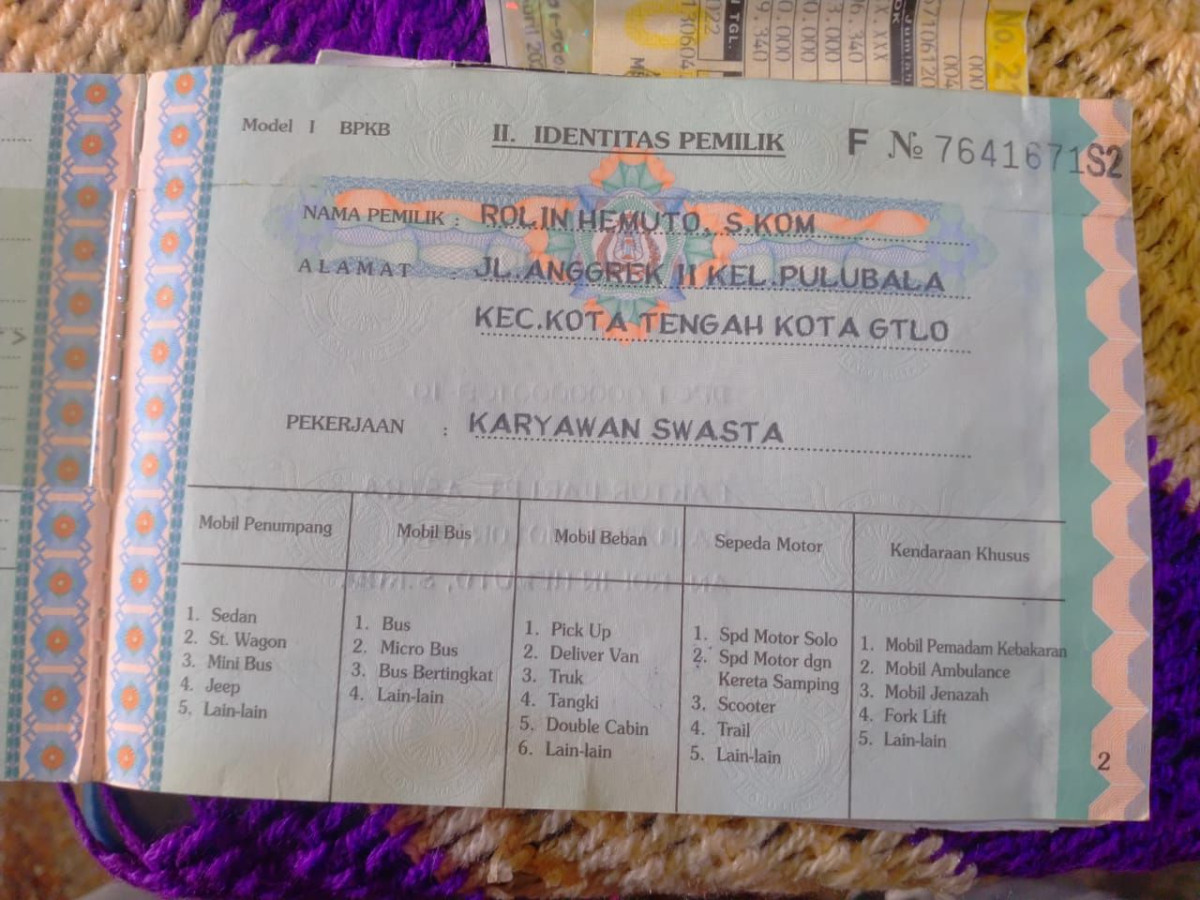 Model I BPKB
II. IDENTITAS PEMILIK
F № 7641671S2
NAMA PEMILIK : ROLIN HEMUTO, S.KOM
ALAMAT : JL. ANGGREK II KEL.PULUBALA
KEC.KOTA TENGAH KOTA GTLO
PEKERJAAN : KARYAWAN SWASTA
Mobil Penumpang
1. Sedan
2. St. Wagon
3. Mini Bus
4. Jeep
5. Lain-lain
Mobil Bus
1. Bus
2. Micro Bus
3. Bus Bertingkat
4. Lain-lain
Mobil Beban
1. Pick Up
2. Deliver Van
3. Truk
4. Tangki
5. Double Cabin
6. Lain-lain
Sepeda Motor
1. Spd Motor Solo
2. Spd Motor dgn
Kereta Samping
3. Scooter
4. Trail
5. Lain-lain
Kendaraan Khusus
1. Mobil Pemadam Kebakaran
2. Mobil Ambulance
3. Mobil Jenazah
4. Fork Lift
5. Lain-lain
2